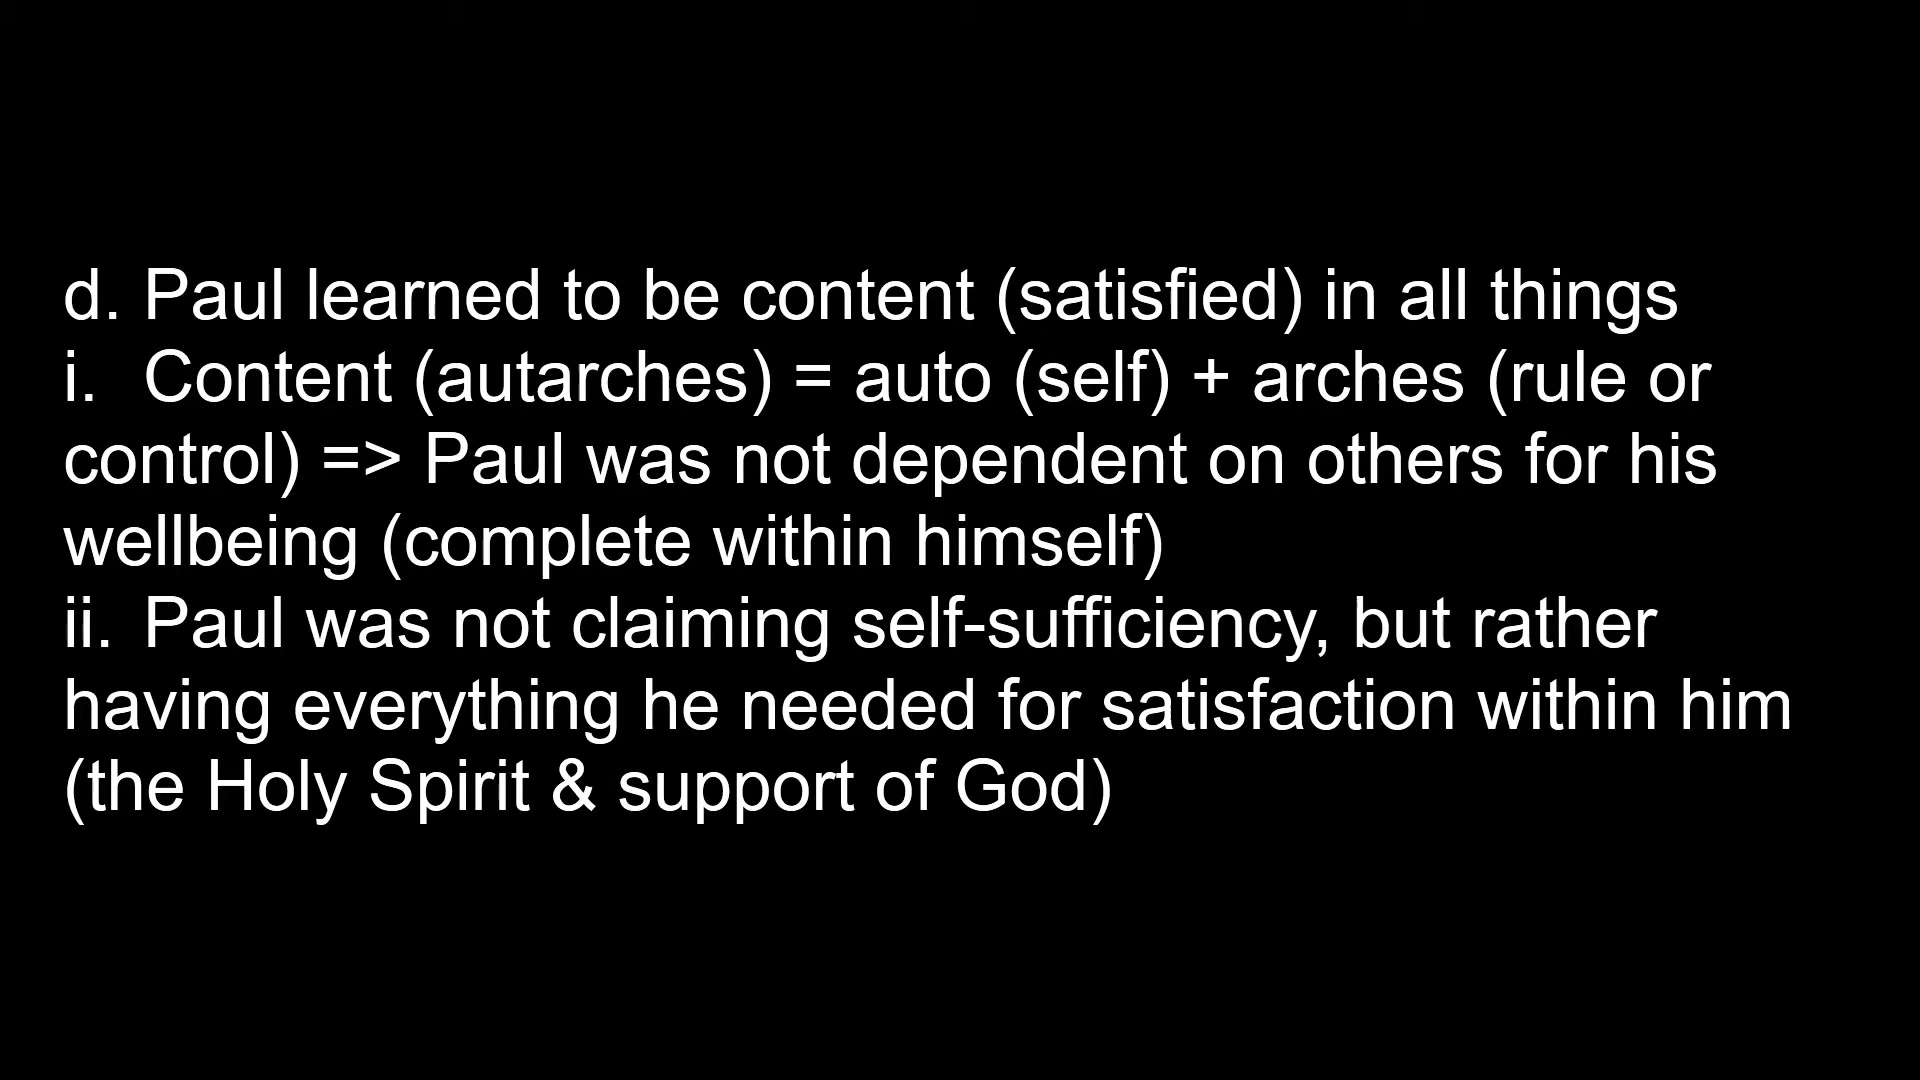 d. Paul learned to be content (satisfied) in all things
i. Content (autarches) = auto (self) + arches (rule or
control) => Paul was not dependent on others for his
wellbeing (complete within himself)
ii. Paul was not claiming self-sufficiency, but rather
having everything he needed for satisfaction within him
(the Holy Spirit & support of God)